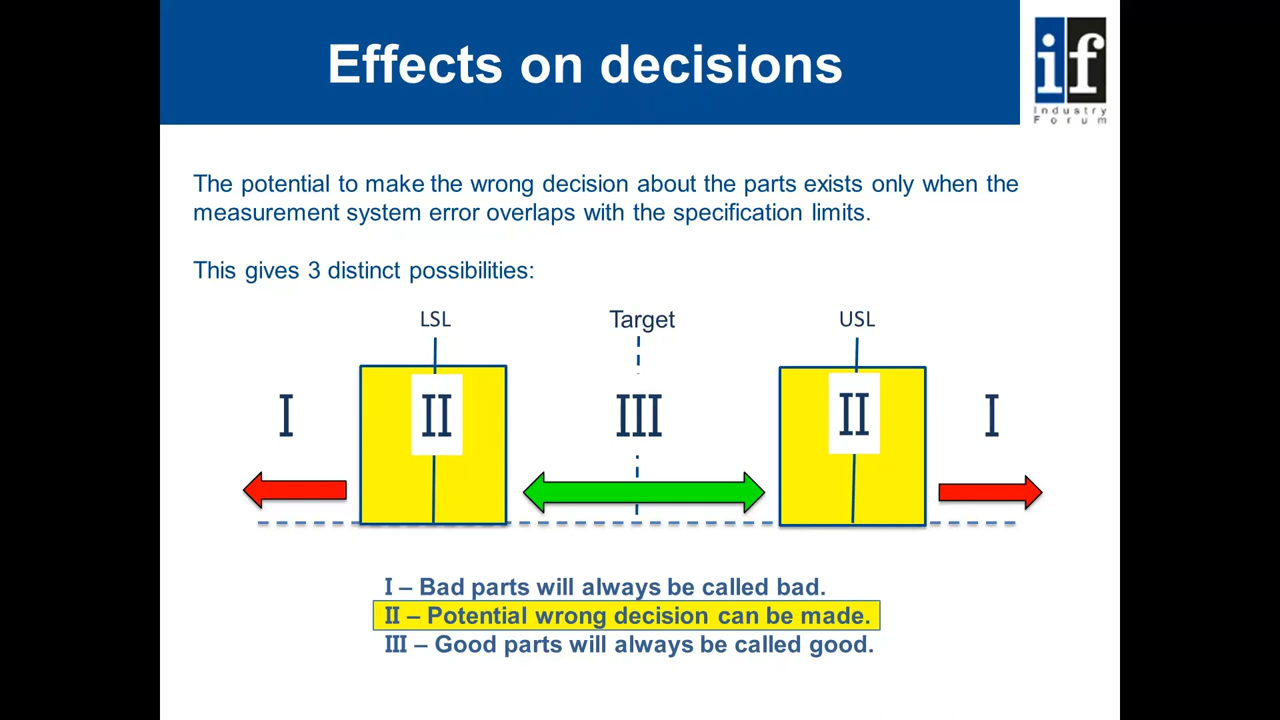 Effects on decisions
if
Industry
Forum
The potential to make the wrong decision about the parts exists only when the
measurement system error overlaps with the specification limits.
This gives 3 distinct possibilities:
LSL Target USL
I II III II I
I – Bad parts will always be called bad.
II – Potential wrong decision can be made.
III – Good parts will always be called good.